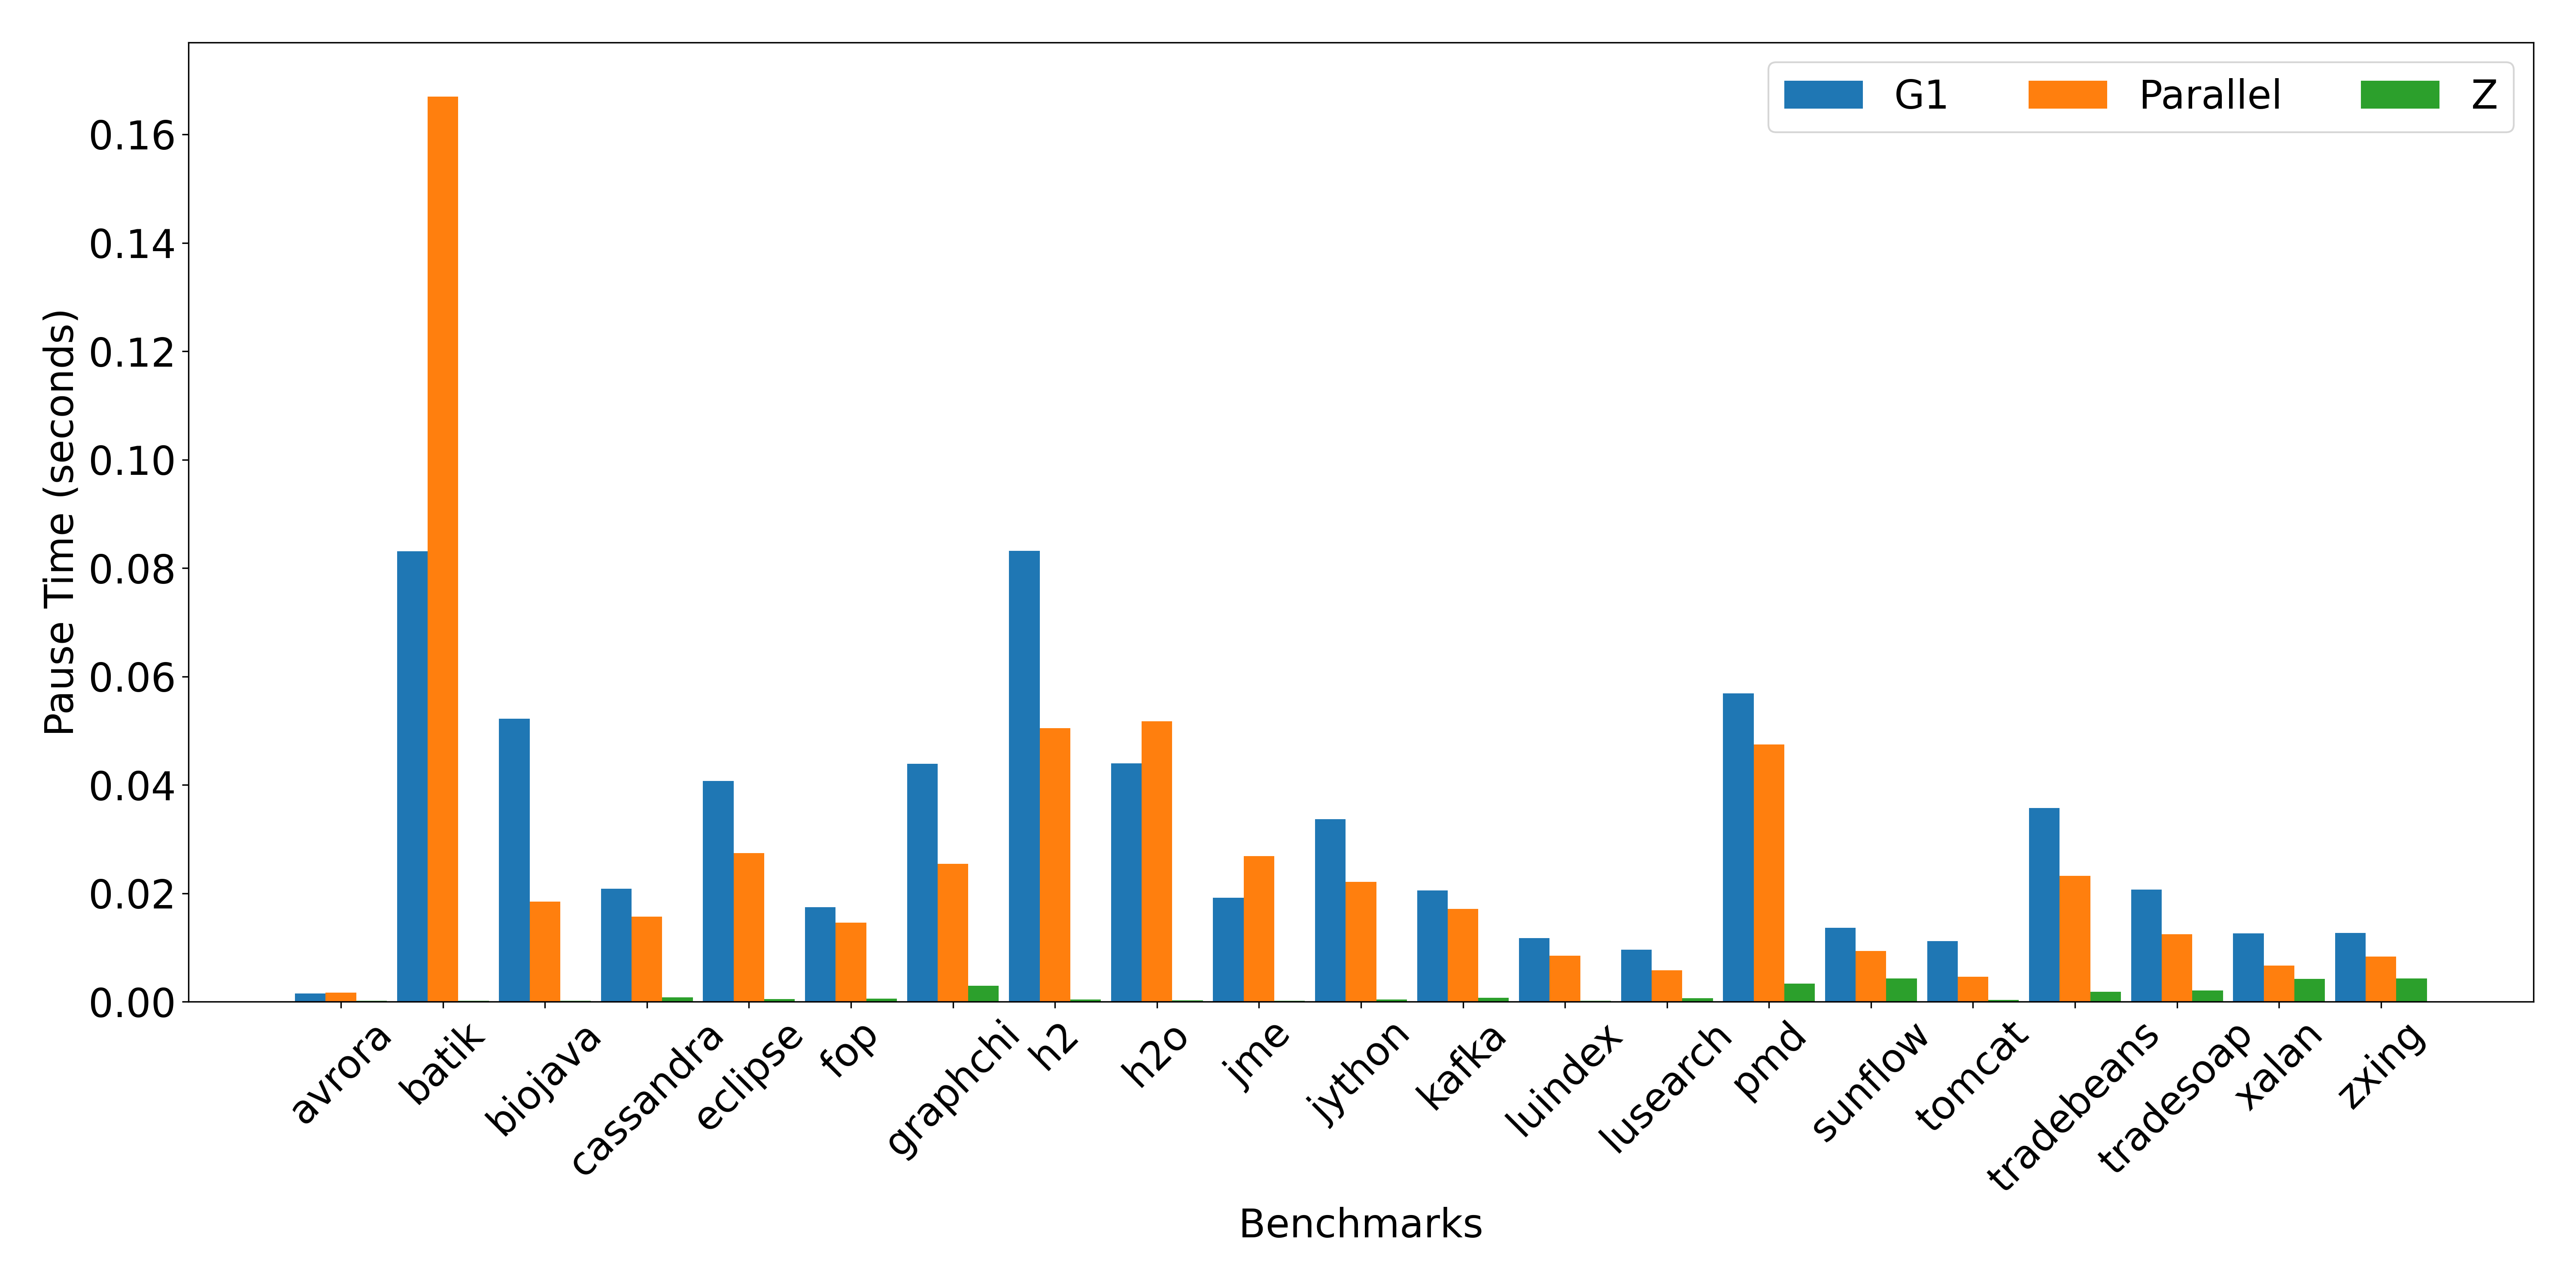 G1 Parallel Z
Pause Time (seconds)
0.16
0.14
0.12
0.10
0.08
0.06
0.04
0.02
0.00
avrora
batik
biojava
cassandra
eclipse
fop
graphchi
h2
h2o
jme
jython
kafka
luindex
lusearch
pmd
sunflow
tomcat
tradebeans
tradesoap
xalan
zxing
Benchmarks